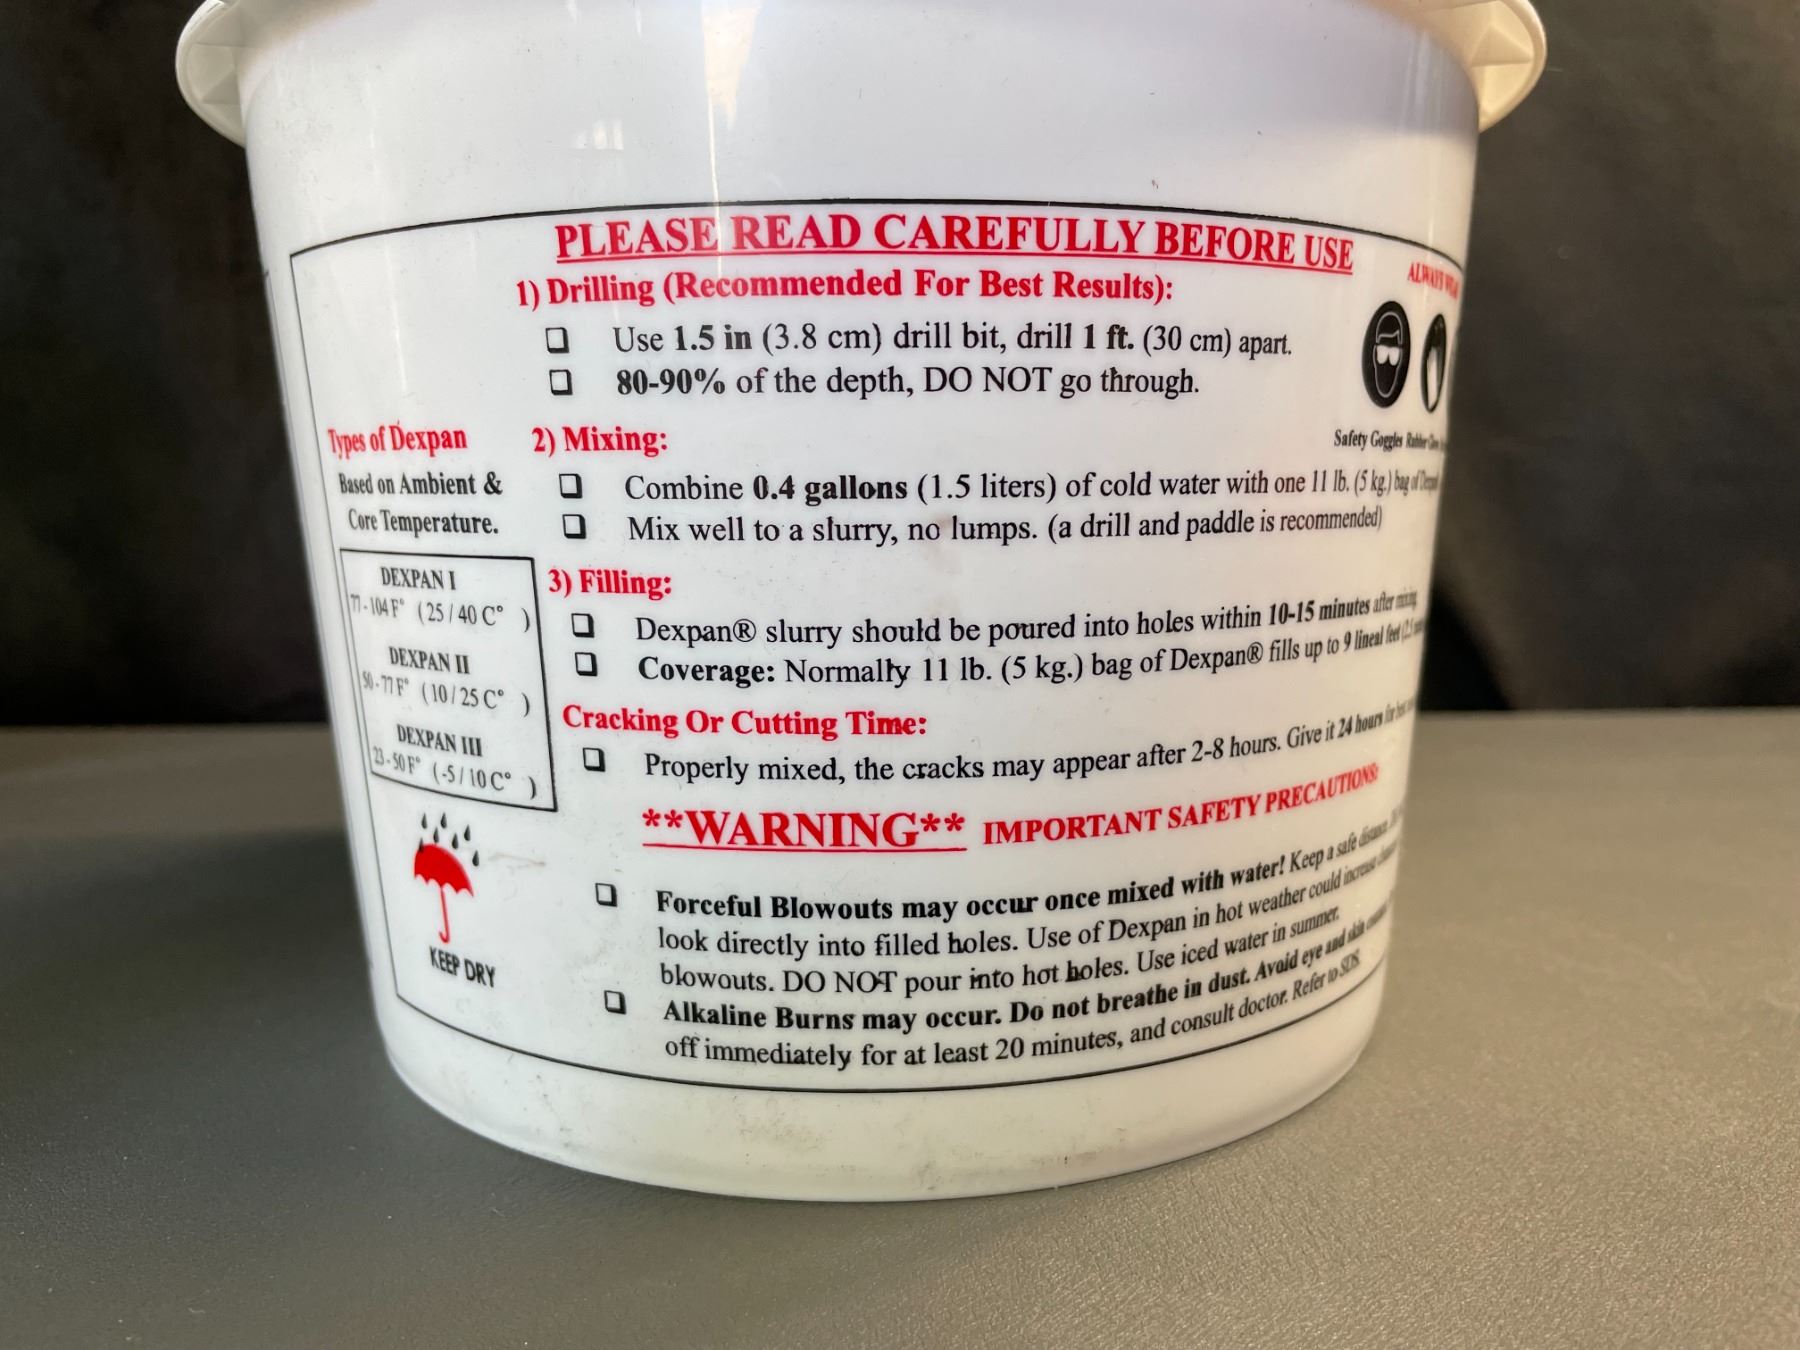 PLEASE READ CAREFULLY BEFORE USE
1) Drilling (Recommended For Best Results):
Use 1.5 in (3.8 cm) drill bit, drill 1 ft. (30 cm) apart.
80-90% of the depth, DO NOT go through.
ALWAYS
Safety Goggles Rubber
Types of Dexpan
Based on Ambient &
Core Temperature.
DEXPAN I
77-104 F° (25/40 C° )
DEXPAN II
50-77 F° (10/25 C° )
DEXPAN III
23-50 F° (-5/10 C° )
KEEP DRY
2) Mixing:
Combine 0.4 gallons (1.5 liters) of cold water with one 11 lb. (5 kg.) bag of
Mix well to a slurry, no lumps. (a drill and paddle is recommended)
3) Filling:
Dexpan® slurry should be poured into holes within 10-15 minutes after mixing
Coverage: Normally 11 lb. (5 kg.) bag of Dexpan® fills up to 9 lineal feet
Cracking Or Cutting Time:
Properly mixed, the cracks may appear after 2-8 hours. Give it 24 hours for
**WARNING** IMPORTANT SAFETY PRECAUTIONS:
Forceful Blowouts may occur once mixed with water! Keep a safe distance.
look directly into filled holes. Use of Dexpan in hot weather could increase
blowouts. DO NOT pour into hot holes. Use iced water in summer.
Alkaline Burns may occur. Do not breathe in dust. Avoid eye and skin
off immediately for at least 20 minutes, and consult doctor. Refer to SDS.